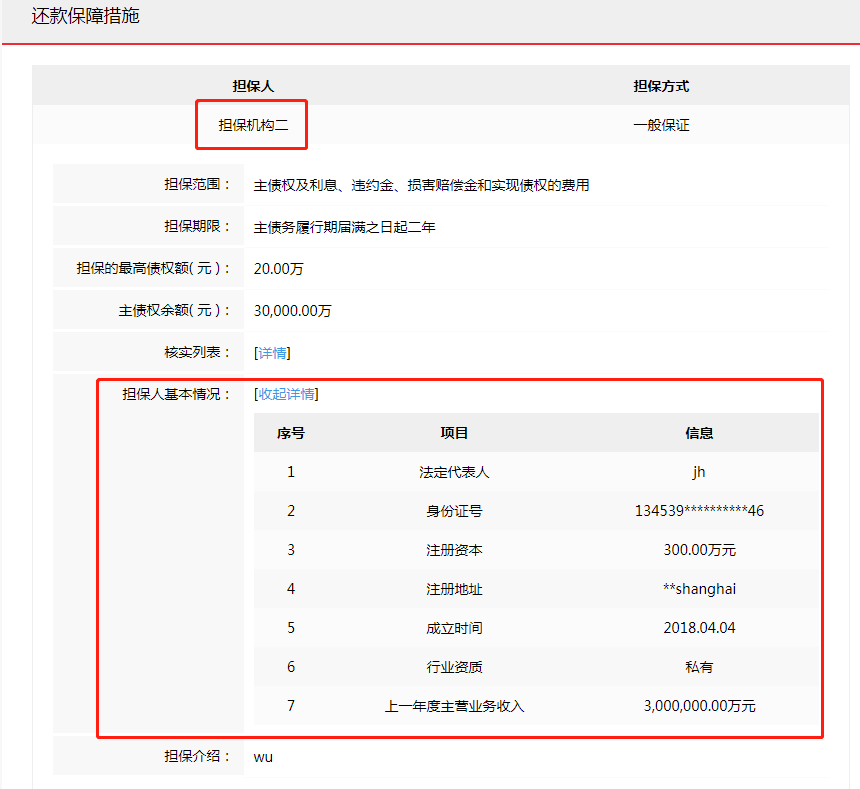 还款保障措施
担保人 担保方式
担保机构二 一般保证
担保范围： 主债权及利息、违约金、损害赔偿金和实现债权的费用
担保期限： 主债务履行期届满之日起二年
担保的最高债权额( 元 )： 20.00万
主债权余额( 元 )： 30,000.00万
核实列表： [详情]
担保人基本情况： [收起详情]
序号 项目 信息
1 法定代表人 jh
2 身份证号 134539**********46
3 注册资本 300.00万元
4 注册地址 **shanghai
5 成立时间 2018.04.04
6 行业资质 私有
7 上一年度主营业务收入 3,000,000.00万元
担保介绍： wu